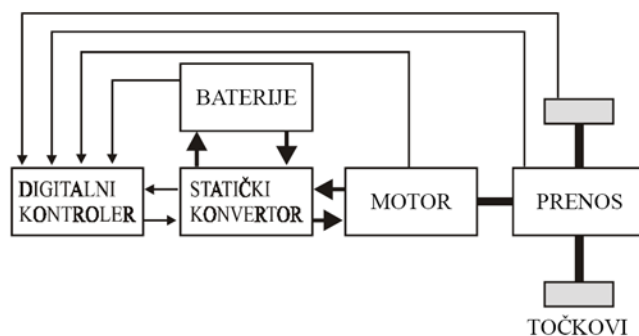 BATERIJE
DIGITALNI
KONTROLER
STATIČKI
KONVERTOR
MOTOR
PRENOS
TOČKOVI